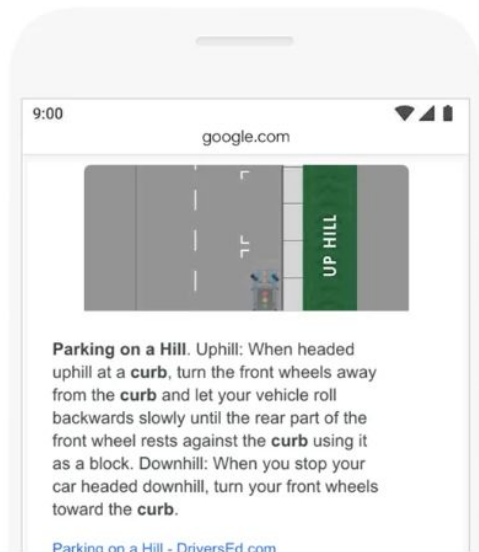 9:00
google.com
UP HILL
Parking on a Hill. Uphill: When headed
uphill at a curb, turn the front wheels away
from the curb and let your vehicle roll
backwards slowly until the rear part of the
front wheel rests against the curb using it
as a block. Downhill: When you stop your
car headed downhill, turn your front wheels
toward the curb.
Parking on a Hill - DriversEd.com